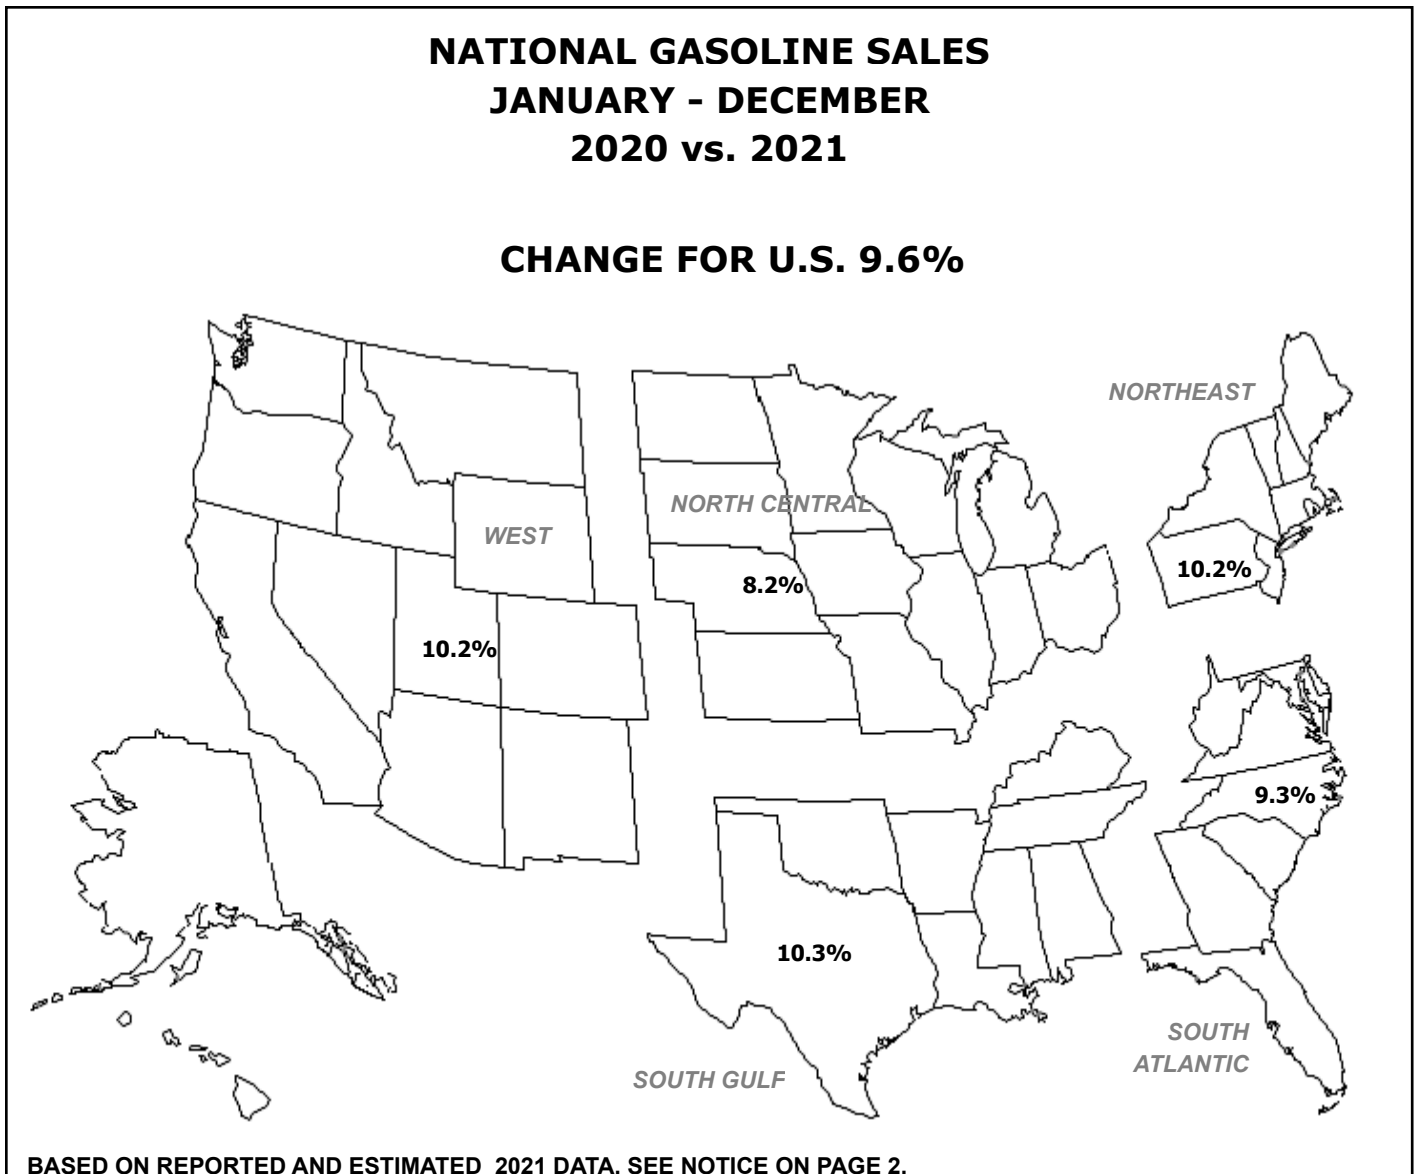 NATIONAL GASOLINE SALES
JANUARY - DECEMBER
2020 vs. 2021
CHANGE FOR U.S. 9.6%
NORTHEAST
NORTH CENTRAL
WEST
10.2%
8.2%
10.2%
9.3%
10.3%
SOUTH
ATLANTIC
SOUTH GULF
BASED ON REPORTED AND ESTIMATED 2021 DATA. SEE NOTICE ON PAGE 2.